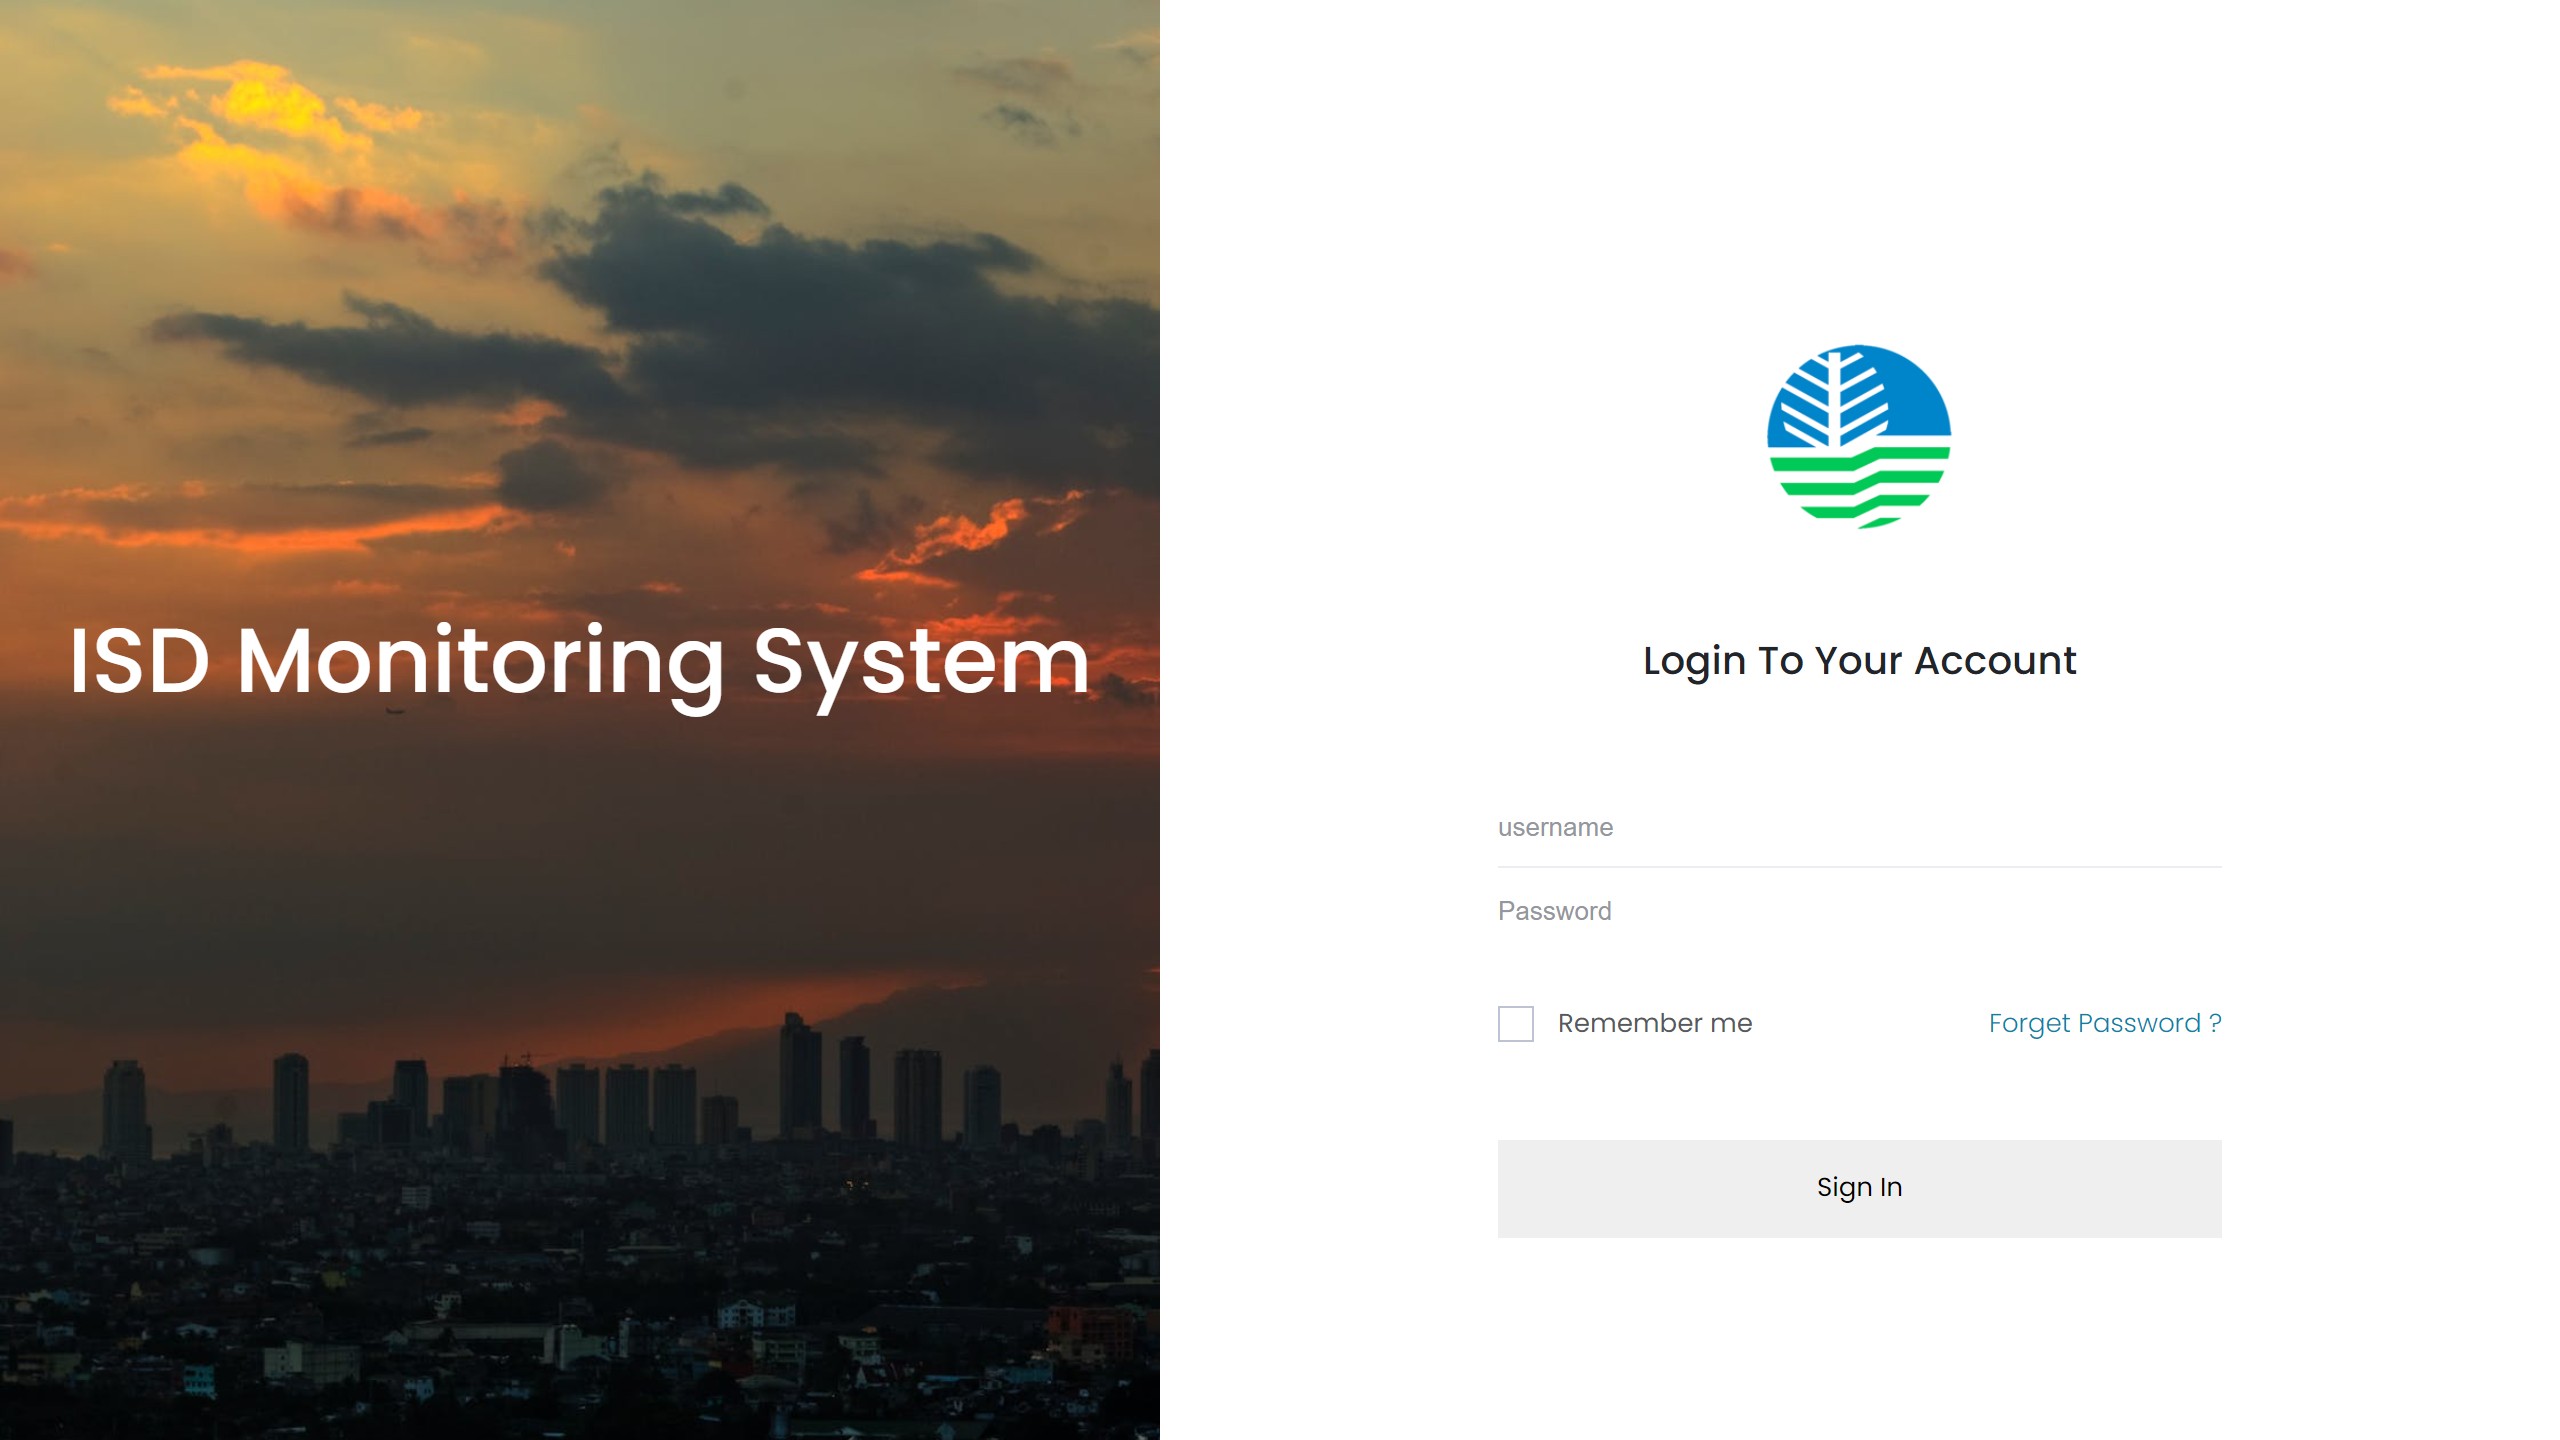 ISD Monitoring System
Login To Your Account
username
Password
Remember me
Forget Password ?
Sign In